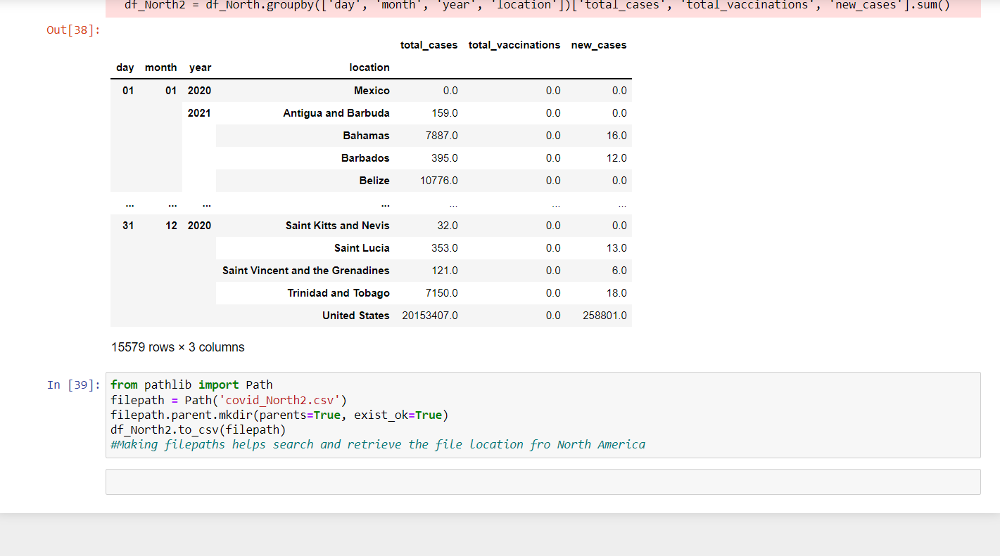 df_North2 = df_North.groupby(['day', 'month', 'year', 'location'])['total_cases', 'total_vaccinations', 'new_cases'].sum()
Out[38]:
total_cases total_vaccinations new_cases
day month year location
01 01 2020 Mexico 0.0 0.0 0.0
2021 Antigua and Barbuda 159.0 0.0 0.0
Bahamas 7887.0 0.0 16.0
Barbados 395.0 0.0 12.0
Belize 10776.0 0.0 0.0
... ... ... ... ... ... ...
31 12 2020 Saint Kitts and Nevis 32.0 0.0 0.0
Saint Lucia 353.0 0.0 13.0
Saint Vincent and the Grenadines 121.0 0.0 6.0
Trinidad and Tobago 7150.0 0.0 18.0
United States 20153407.0 0.0 258801.0
15579 rows × 3 columns
In [39]: from pathlib import Path
filepath = Path('covid_North2.csv')
filepath.parent.mkdir(parents=True, exist_ok=True)
df_North2.to_csv(filepath)
#Making filepaths helps search and retrieve the file location fro North America